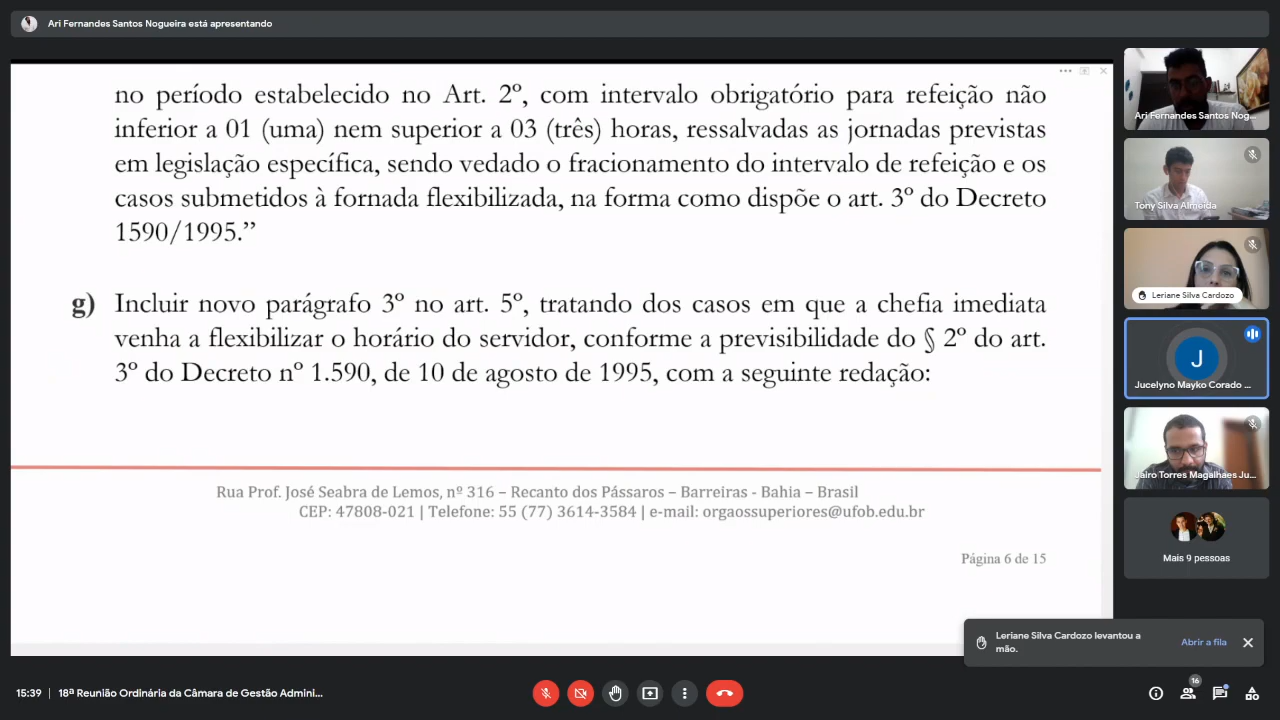 Ari Fernandes Santos Nogueira está apresentando
no período estabelecido no Art. 2º, com intervalo obrigatório para refeição não
inferior a 01 (uma) nem superior a 03 (três) horas, ressalvadas as jornadas previstas
em legislação específica, sendo vedado o fracionamento do intervalo de refeição e os
casos submetidos à fornada flexibilizada, na forma como dispõe o art. 3º do Decreto
1590/1995.”
g) Incluir novo parágrafo 3º no art. 5º, tratando dos casos em que a chefia imediata
venha a flexibilizar o horário do servidor, conforme a previsibilidade do § 2º do art.
3º do Decreto nº 1.590, de 10 de agosto de 1995, com a seguinte redação:
Rua Prof. José Seabra de Lemos, nº 316 – Recanto dos Pássaros – Barreiras - Bahia – Brasil
CEP: 47808-021 | Telefone: 55 (77) 3614-3584 | e-mail: orgaossuperiores@ufob.edu.br
Página 6 de 15
Ari Fernandes Santos Nog...
Tony Silva Almeida
Leriane Silva Cardozo
J
Jucelyno Mayko Corado ...
Jairo Torres Magalhaes Ju...
Mais 9 pessoas
Leriane Silva Cardozo levantou a
mão.
Abrir a fila
15:39 | 18ª Reunião Ordinária da Câmara de Gestão Admini...
16